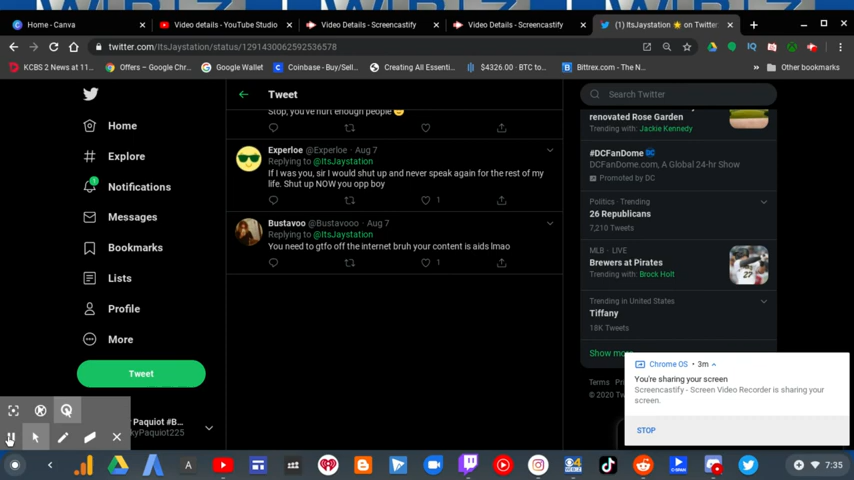 Home - Canva
Video details - YouTube Studio
Video Details - Screencastify
Video Details - Screencastify
(1) ItsJaystation 🌟 on Twitter
twitter.com/ItsJaystation/status/1291430062592536578
KCBS 2 News at 11...
Offers – Google Chr...
Google Wallet
Coinbase - Buy/Sell...
Creating All Essenti...
$4326.00 - BTC to...
Bittrex.com - The N...
»
Other bookmarks
Home
Explore
1
Notifications
Messages
Bookmarks
Lists
Profile
More
Tweet
Paquiot #B...
kyPaquiot225
Tweet
Stop, you've hurt enough people
Experloe @Experloe · Aug 7
Replying to @ItsJaystation
If I was you, sir I would shut up and never speak again for the rest of my
life. Shut up NOW you opp boy
1
Bustavoo @Bustavooo · Aug 7
Replying to @ItsJaystation
You need to gtfo off the internet bruh your content is aids lmao
1
Search Twitter
renovated Rose Garden
Trending with: Jackie Kennedy
#DCFanDome
DCFanDome.com, A Global 24-hr Show
Promoted by DC
Politics · Trending
26 Republicans
7,210 Tweets
MLB · LIVE
Brewers at Pirates
Trending with: Brock Holt
Trending in United States
Tiffany
18K Tweets
Show more
Terms
© 2020 Twi
Chrome OS · 3m
You're sharing your screen
Screencastify - Screen Video Recorder is sharing your
screen.
STOP
7:35